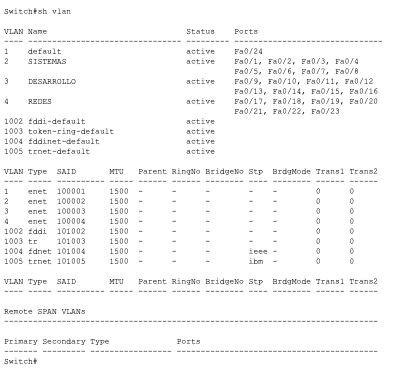 Switch#sh vlan
VLAN Name Status Ports
---- -------------------------------- --------- -------------------------------
1 default active Fa0/24
2 SISTEMAS active Fa0/1, Fa0/2, Fa0/3, Fa0/4
Fa0/5, Fa0/6, Fa0/7, Fa0/8
3 DESARROLLO active Fa0/9, Fa0/10, Fa0/11, Fa0/12
Fa0/13, Fa0/14, Fa0/15, Fa0/16
4 REDES active Fa0/17, Fa0/18, Fa0/19, Fa0/20
Fa0/21, Fa0/22, Fa0/23
1002 fddi-default active
1003 token-ring-default active
1004 fddinet-default active
1005 trnet-default active
VLAN Type SAID MTU Parent RingNo BridgeNo Stp BrdgMode Trans1 Trans2
---- ----- ---------- ----- ------ ------ -------- ---- -------- ------ ------
1 enet 100001 1500 - - - - - 0 0
2 enet 100002 1500 - - - - - 0 0
3 enet 100003 1500 - - - - - 0 0
4 enet 100004 1500 - - - - - 0 0
1002 fddi 101002 1500 - - - - - 0 0
1003 tr 101003 1500 - - - - - 0 0
1004 fdnet 101004 1500 - - - ieee - 0 0
1005 trnet 101005 1500 - - - ibm - 0 0
VLAN Type SAID MTU Parent RingNo BridgeNo Stp BrdgMode Trans1 Trans2
---- ----- ---------- ----- ------ ------ -------- ---- -------- ------ ------
Remote SPAN VLANs
------------------------------------------------------------------------------
Primary Secondary Type Ports
------- --------- ----------------- ------------------------------------------
Switch#